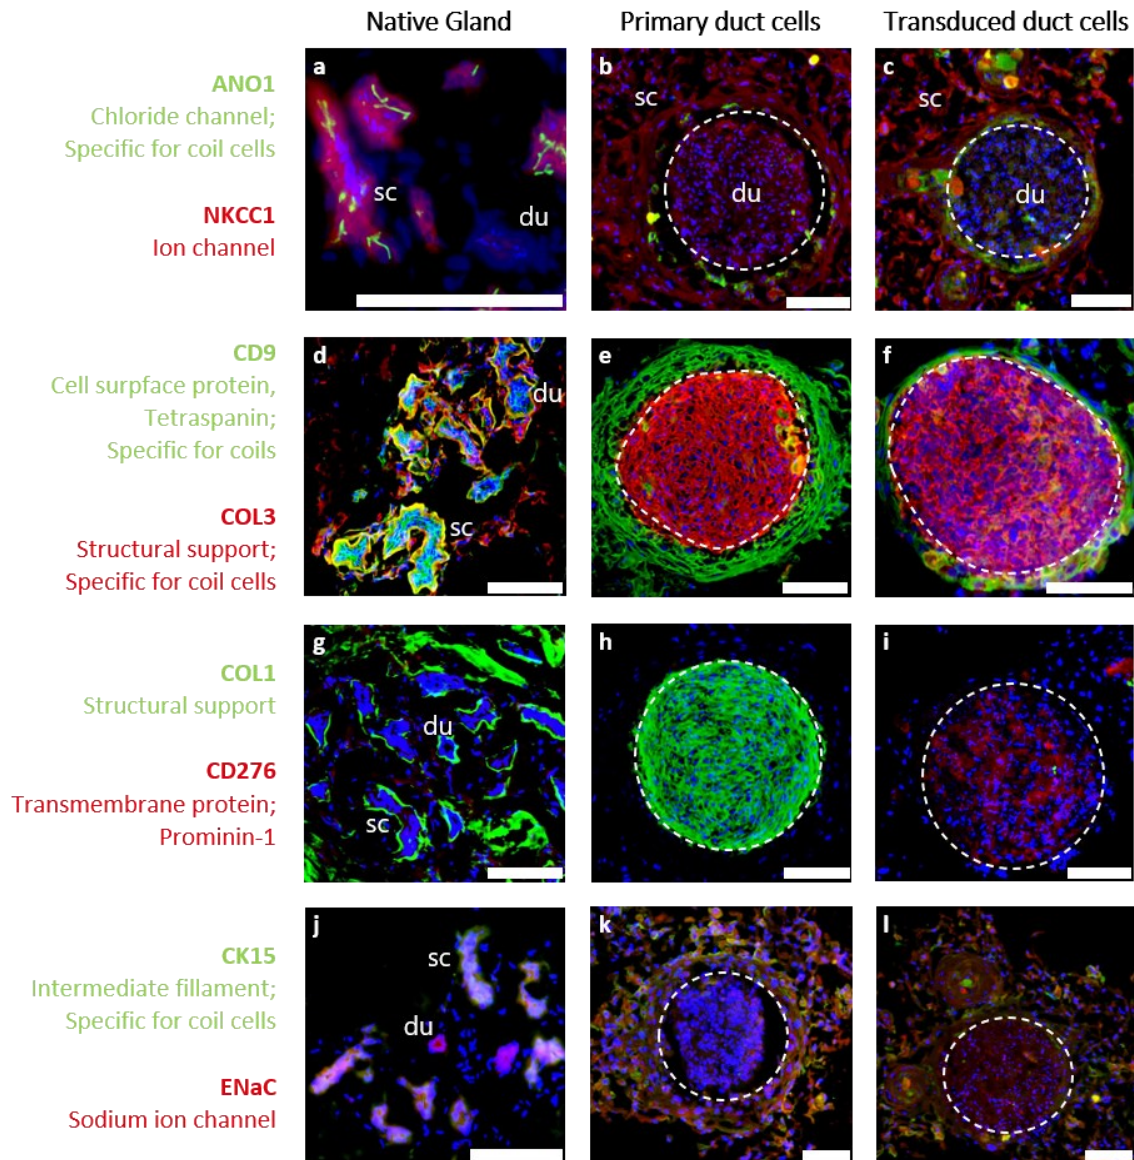 Native Gland
Primary duct cells
Transduced duct cells
ANO1
Chloride channel;
Specific for coil cells
NKCC1
Ion channel
a
sc
du
b
sc
du
c
sc
du
CD9
Cell surpface protein,
Tetraspanin;
Specific for coils
COL3
Structural support;
Specific for coil cells
d
du
sc
e
f
COL1
Structural support
CD276
Transmembrane protein;
Prominin-1
g
du
sc
h
i
CK15
Intermediate fillament;
Specific for coil cells
ENaC
Sodium ion channel
j
sc
du
k
l